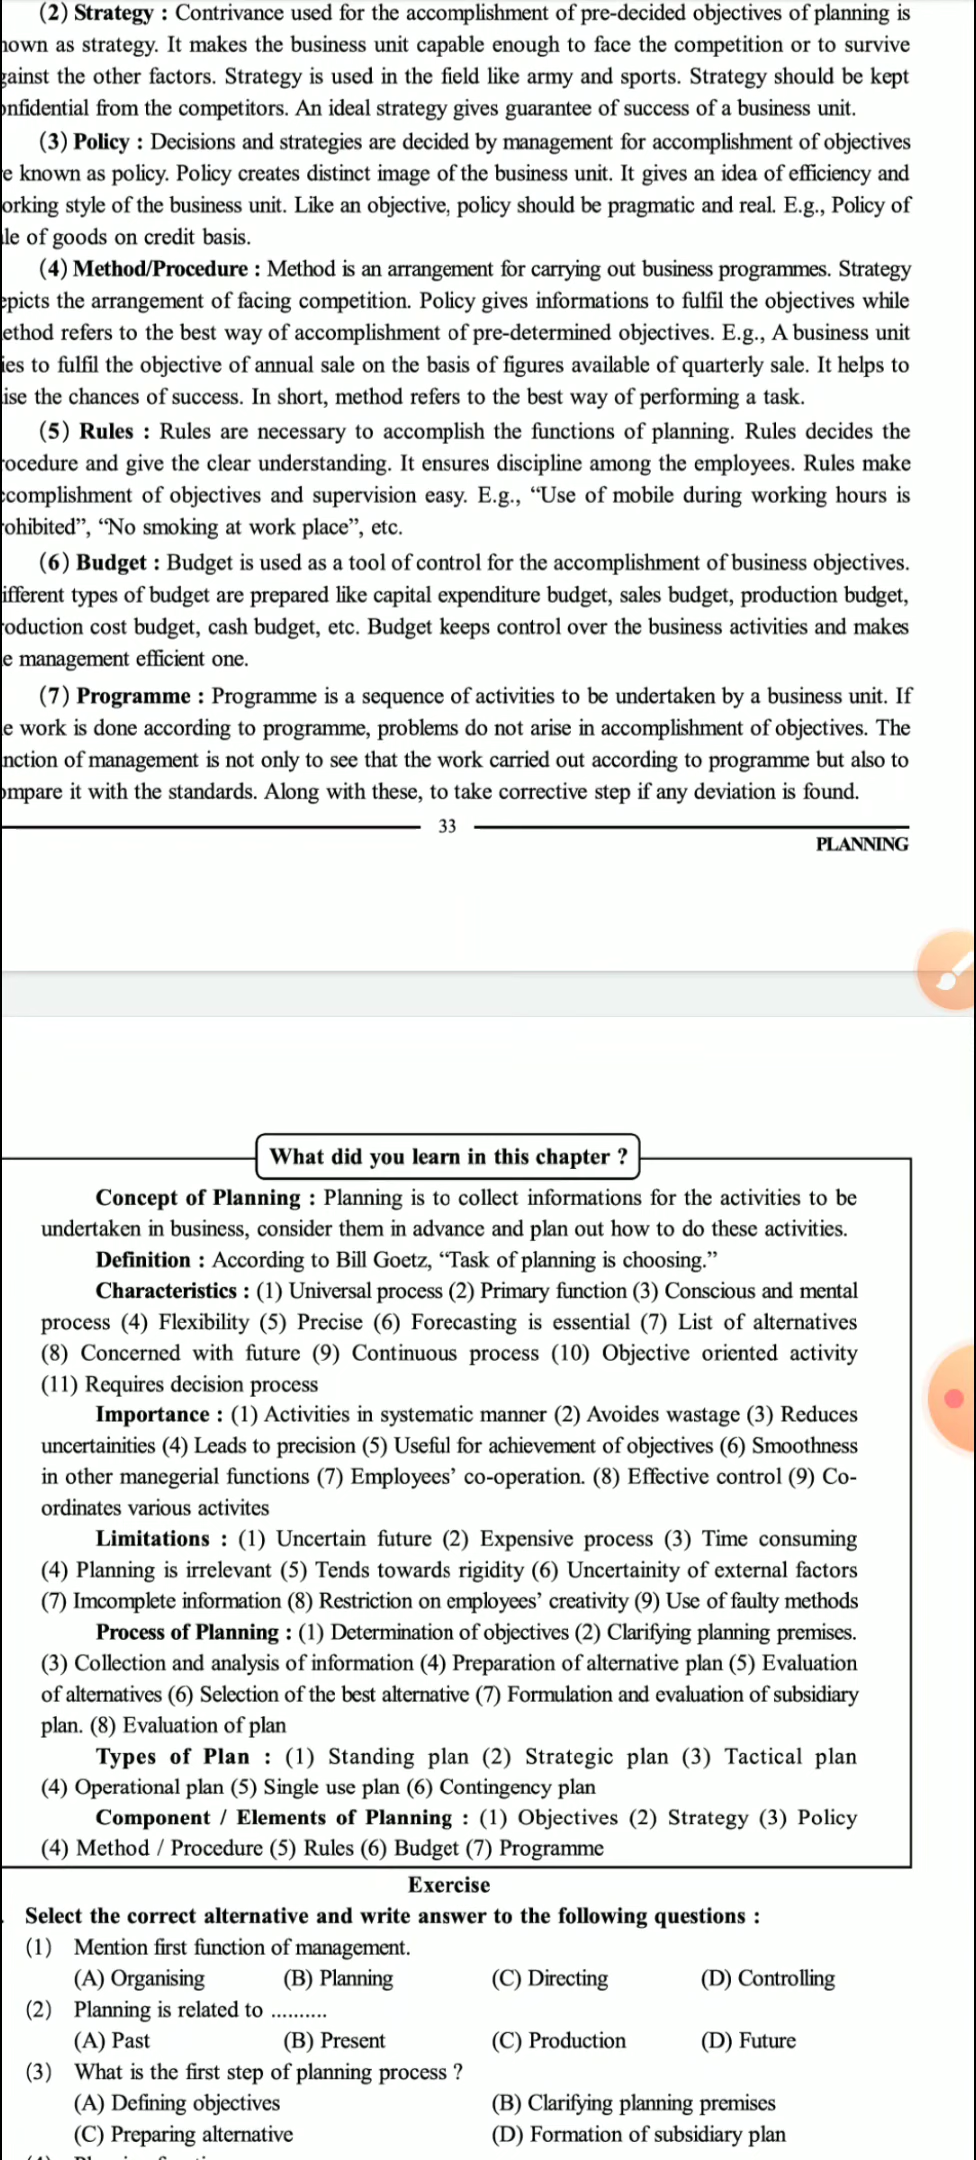 (2) Strategy : Contrivance used for the accomplishment of pre-decided objectives of planning is
nown as strategy. It makes the business unit capable enough to face the competition or to survive
gainst the other factors. Strategy is used in the field like army and sports. Strategy should be kept
onfidential from the competitors. An ideal strategy gives guarantee of success of a business unit.
(3) Policy : Decisions and strategies are decided by management for accomplishment of objectives
e known as policy. Policy creates distinct image of the business unit. It gives an idea of efficiency and
orking style of the business unit. Like an objective, policy should be pragmatic and real. E.g., Policy of
le of goods on credit basis.
(4) Method/Procedure : Method is an arrangement for carrying out business programmes. Strategy
epicts the arrangement of facing competition. Policy gives informations to fulfil the objectives while
ethod refers to the best way of accomplishment of pre-determined objectives. E.g., A business unit
ies to fulfil the objective of annual sale on the basis of figures available of quarterly sale. It helps to
ise the chances of success. In short, method refers to the best way of performing a task.
(5) Rules : Rules are necessary to accomplish the functions of planning. Rules decides the
rocedure and give the clear understanding. It ensures discipline among the employees. Rules make
ccomplishment of objectives and supervision easy. E.g., “Use of mobile during working hours is
rohibited”, “No smoking at work place”, etc.
(6) Budget : Budget is used as a tool of control for the accomplishment of business objectives.
ifferent types of budget are prepared like capital expenditure budget, sales budget, production budget,
roduction cost budget, cash budget, etc. Budget keeps control over the business activities and makes
e management efficient one.
(7) Programme : Programme is a sequence of activities to be undertaken by a business unit. If
e work is done according to programme, problems do not arise in accomplishment of objectives. The
nction of management is not only to see that the work carried out according to programme but also to
ompare it with the standards. Along with these, to take corrective step if any deviation is found.
33
PLANNING
What did you learn in this chapter ?
Concept of Planning : Planning is to collect informations for the activities to be
undertaken in business, consider them in advance and plan out how to do these activities.
Definition : According to Bill Goetz, “Task of planning is choosing.”
Characteristics : (1) Universal process (2) Primary function (3) Conscious and mental
process (4) Flexibility (5) Precise (6) Forecasting is essential (7) List of alternatives
(8) Concerned with future (9) Continuous process (10) Objective oriented activity
(11) Requires decision process
Importance : (1) Activities in systematic manner (2) Avoides wastage (3) Reduces
uncertainities (4) Leads to precision (5) Useful for achievement of objectives (6) Smoothness
in other manegerial functions (7) Employees’ co-operation. (8) Effective control (9) Co-
ordinates various activites
Limitations : (1) Uncertain future (2) Expensive process (3) Time consuming
(4) Planning is irrelevant (5) Tends towards rigidity (6) Uncertainity of external factors
(7) Imcomplete information (8) Restriction on employees’ creativity (9) Use of faulty methods
Process of Planning : (1) Determination of objectives (2) Clarifying planning premises.
(3) Collection and analysis of information (4) Preparation of alternative plan (5) Evaluation
of alternatives (6) Selection of the best alternative (7) Formulation and evaluation of subsidiary
plan. (8) Evaluation of plan
Types of Plan : (1) Standing plan (2) Strategic plan (3) Tactical plan
(4) Operational plan (5) Single use plan (6) Contingency plan
Component / Elements of Planning : (1) Objectives (2) Strategy (3) Policy
(4) Method / Procedure (5) Rules (6) Budget (7) Programme
Exercise
. Select the correct alternative and write answer to the following questions :
(1) Mention first function of management.
(A) Organising (B) Planning (C) Directing (D) Controlling
(2) Planning is related to ..........
(A) Past (B) Present (C) Production (D) Future
(3) What is the first step of planning process ?
(A) Defining objectives (B) Clarifying planning premises
(C) Preparing alternative (D) Formation of subsidiary plan